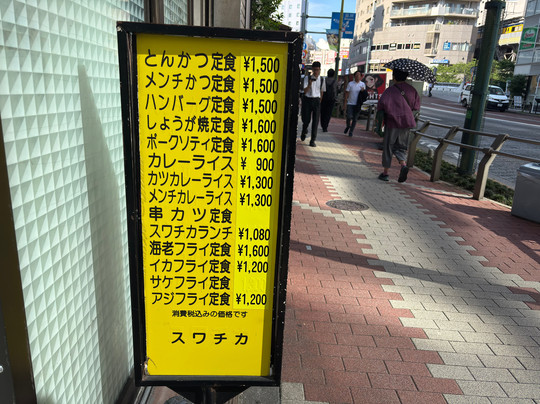 とんかつ定食 ¥1,500
メンチかつ定食 ¥1,500
ハンバーグ定食 ¥1,500
しょうが焼定食 ¥1,600
ポークソティ定食 ¥1,600
カレーライス ¥ 900
カツカレーライス ¥1,300
メンチカレーライス ¥1,300
串カツ定食
スワチカランチ ¥1,080
海老フライ定食 ¥1,600
イカフライ定食 ¥1,200
サケフライ定食
アジフライ定食 ¥1,200
消費税込みの価格です
スワチカ